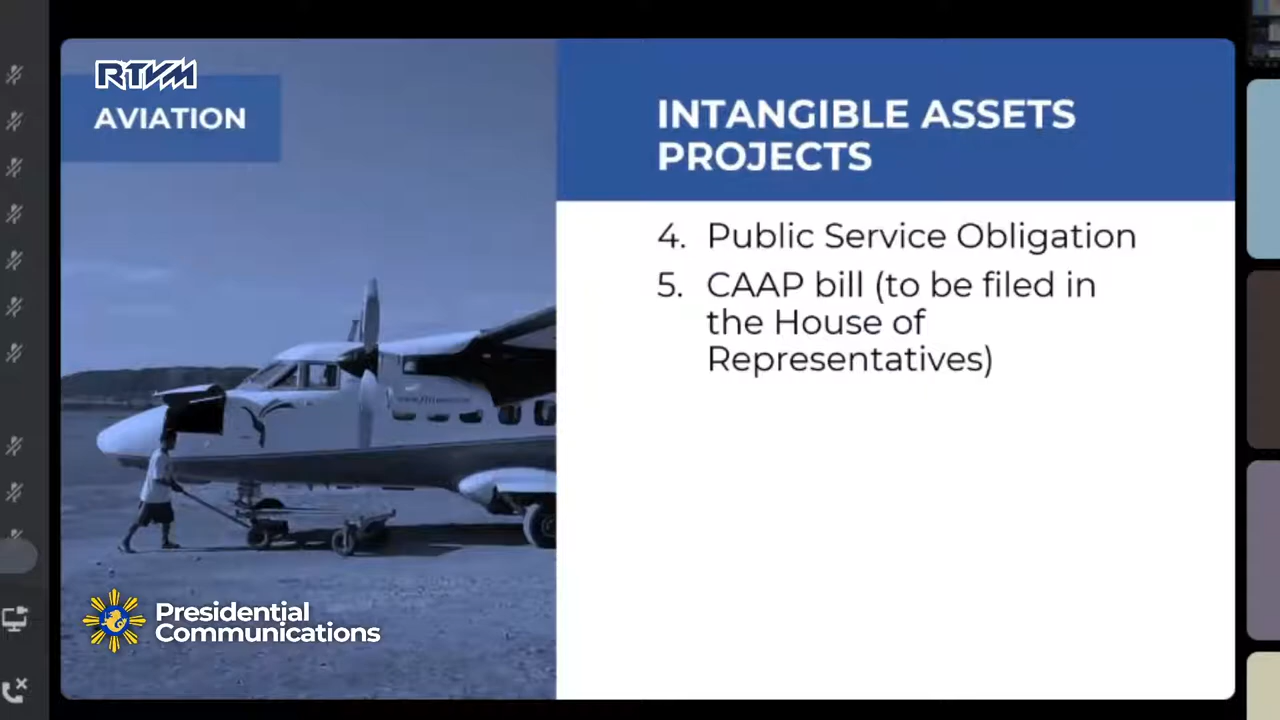 RTVM
AVIATION
INTANGIBLE ASSETS
PROJECTS
4. Public Service Obligation
5. CAAP bill (to be filed in
the House of
Representatives)
Presidential
Communications